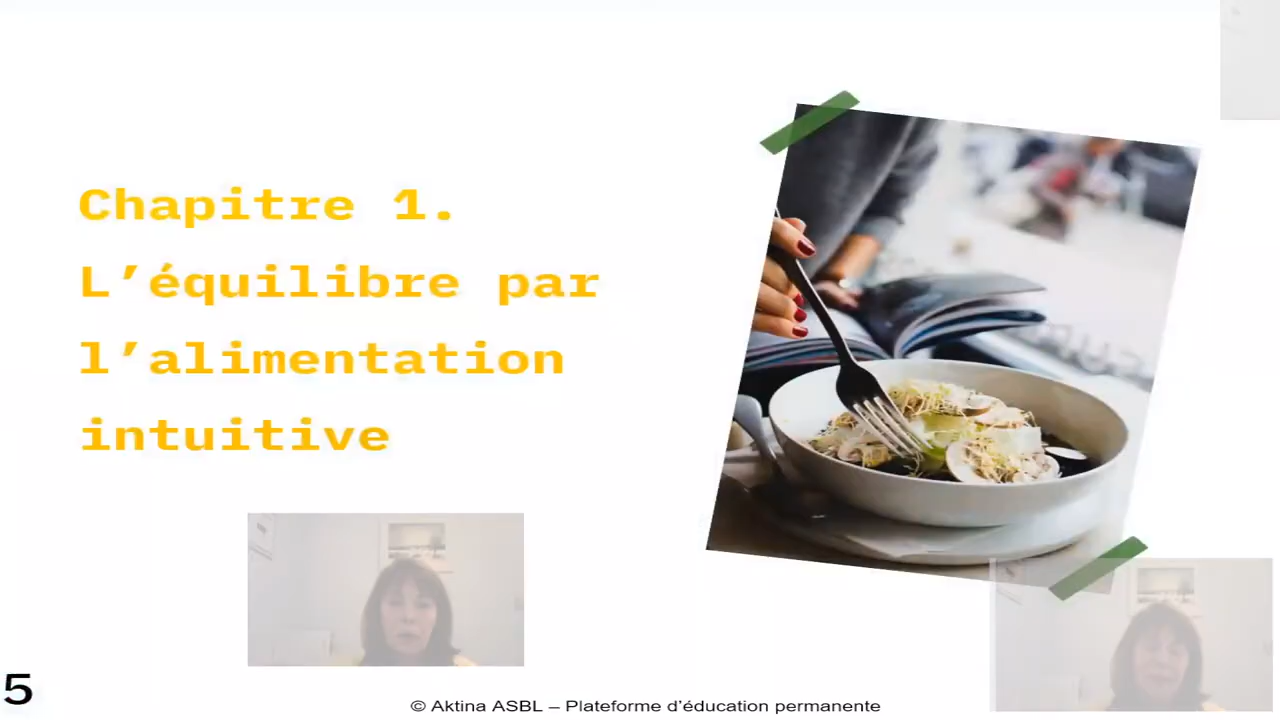 Chapitre 1.
L’équilibre par
l’alimentation
intuitive
5
© Aktina ASBL – Plateforme d’éducation permanente